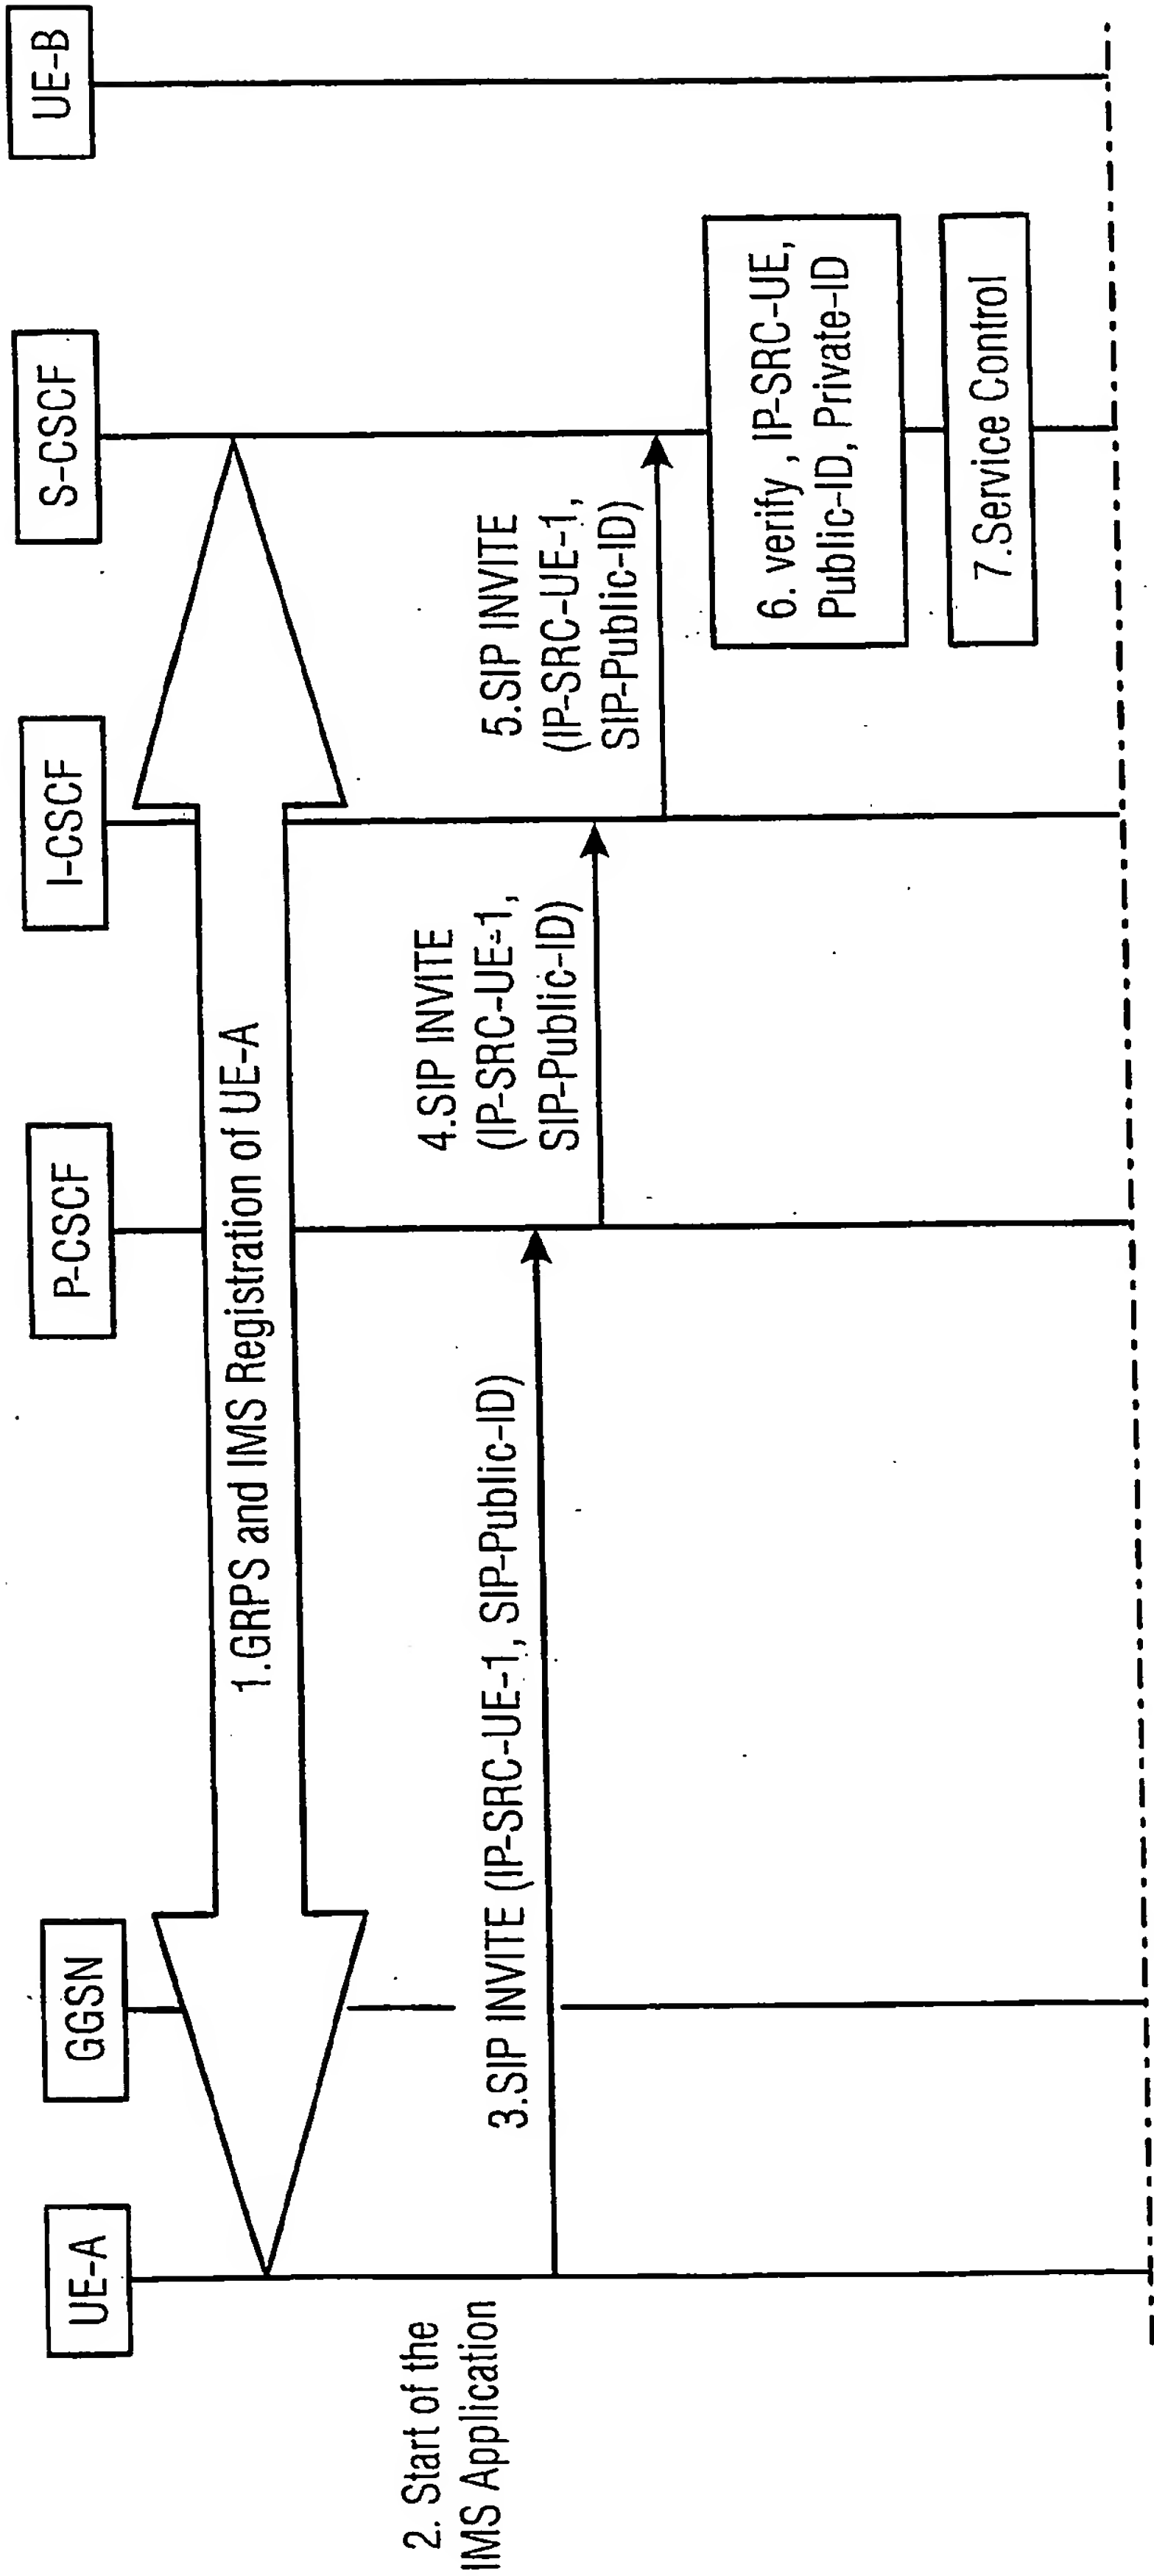 UE-A
GGSN
P-CSCF
I-CSCF
S-CSCF
UE-B
1.GRPS and IMS Registration of UE-A
2. Start of the
IMS Application
3.SIP INVITE (IP-SRC-UE-1, SIP-Public-ID)
4.SIP INVITE
(IP-SRC-UE-1,
SIP-Public-ID)
5.SIP INVITE
(IP-SRC-UE-1,
SIP-Public-ID)
6. verify , IP-SRC-UE,
Public-ID, Private-ID
7.Service Control